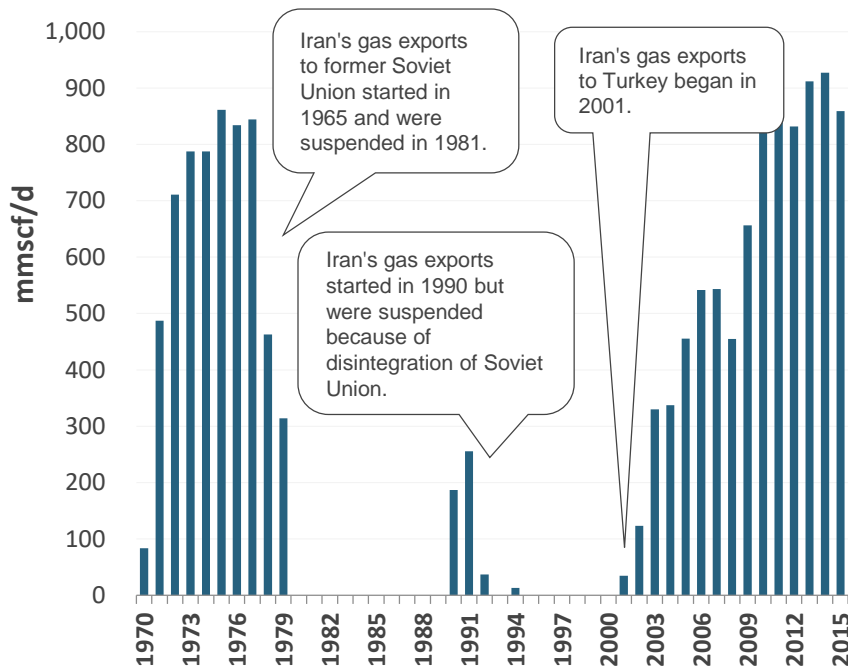 1,000
900
800
700
600
500
400
300
200
100
0
mmscf/d
Iran's gas exports
to former Soviet
Union started in
1965 and were
suspended in 1981.
Iran's gas exports
to Turkey began in
2001.
Iran's gas exports
started in 1990 but
were suspended
because of
disintegration of Soviet
Union.
1970
1973
1976
1979
1982
1985
1988
1991
1994
1997
2000
2003
2006
2009
2012
2015